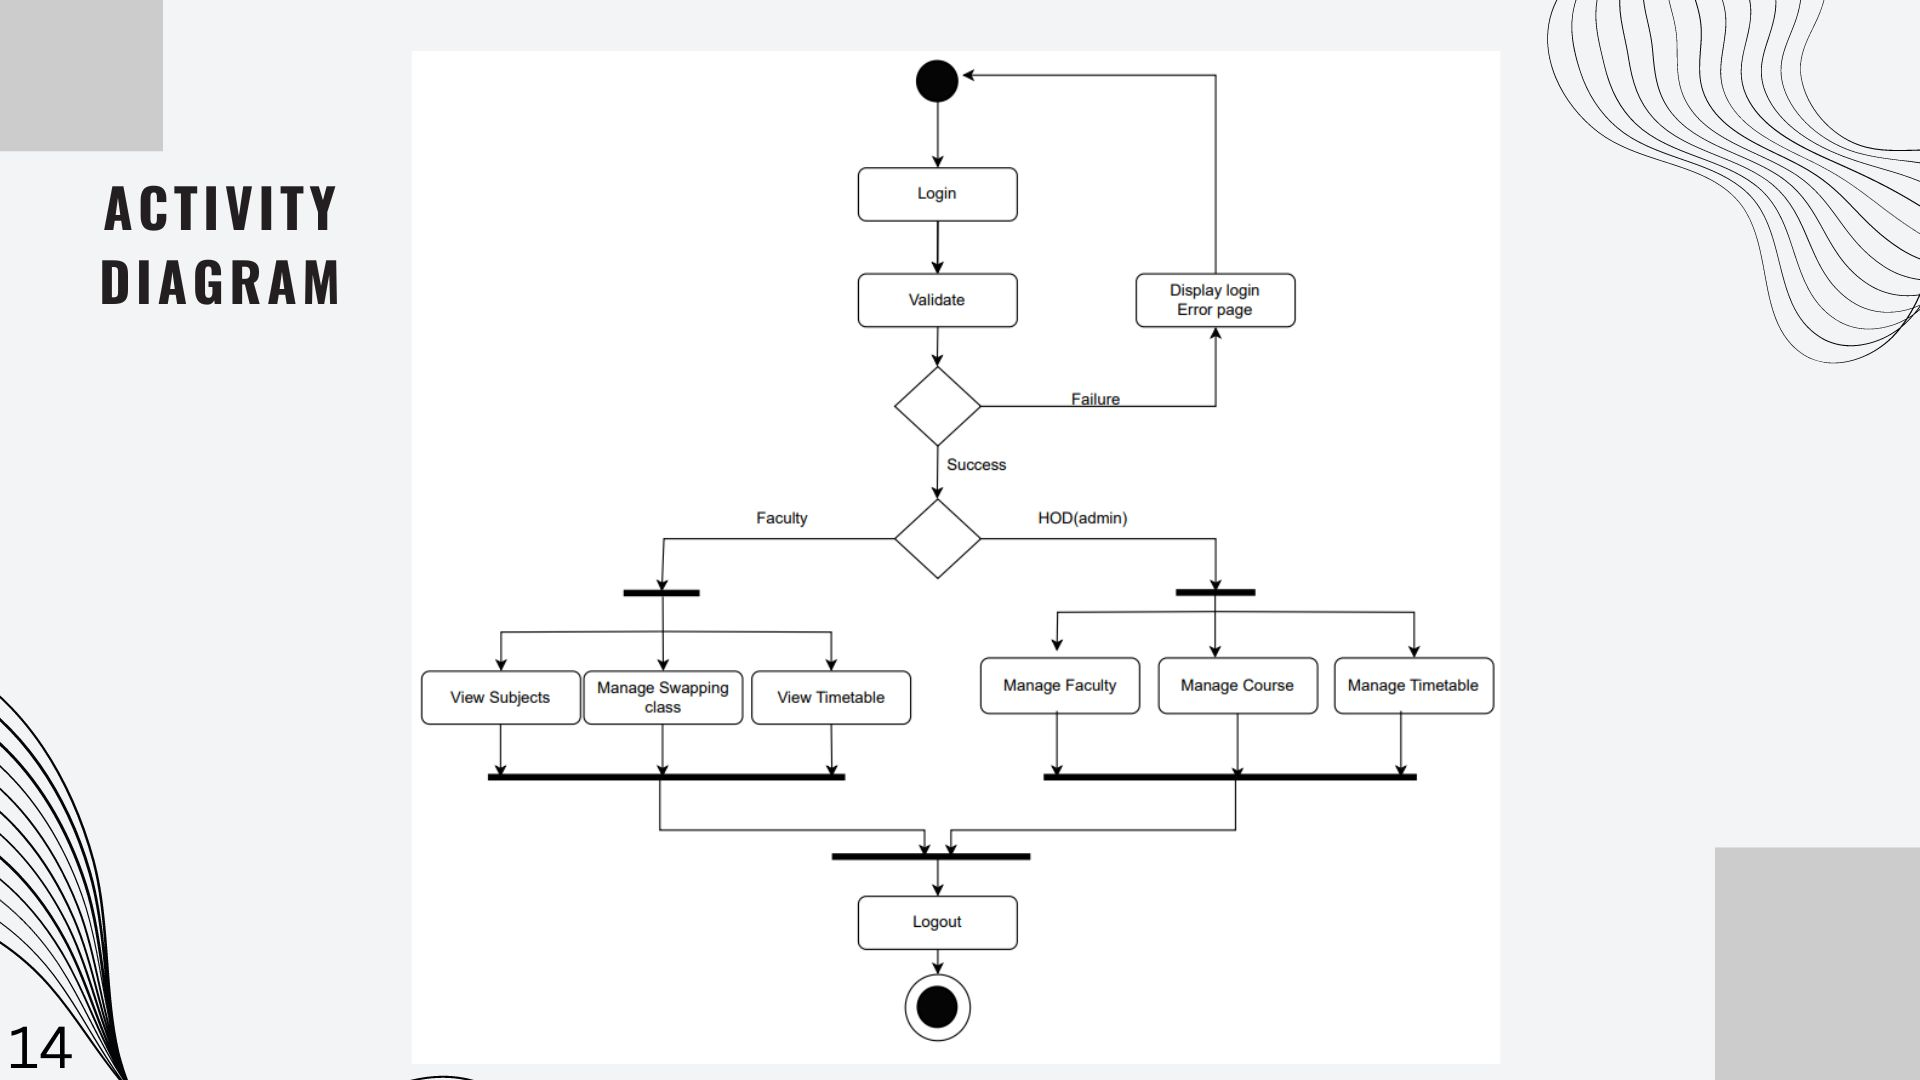 ACTIVITY
DIAGRAM
Login
Validate
Display login
Error page
Failure
Success
Faculty
HOD(admin)
View Subjects
Manage Swapping
class
View Timetable
Manage Faculty
Manage Course
Manage Timetable
Logout
14